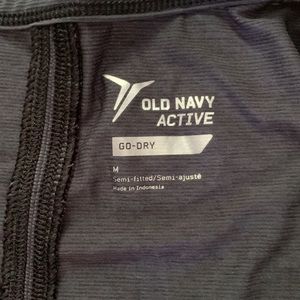 OLD NAVY
ACTIVE
GO-DRY
M
Semi-fitted/Semi-ajusté
Made in Indonesia